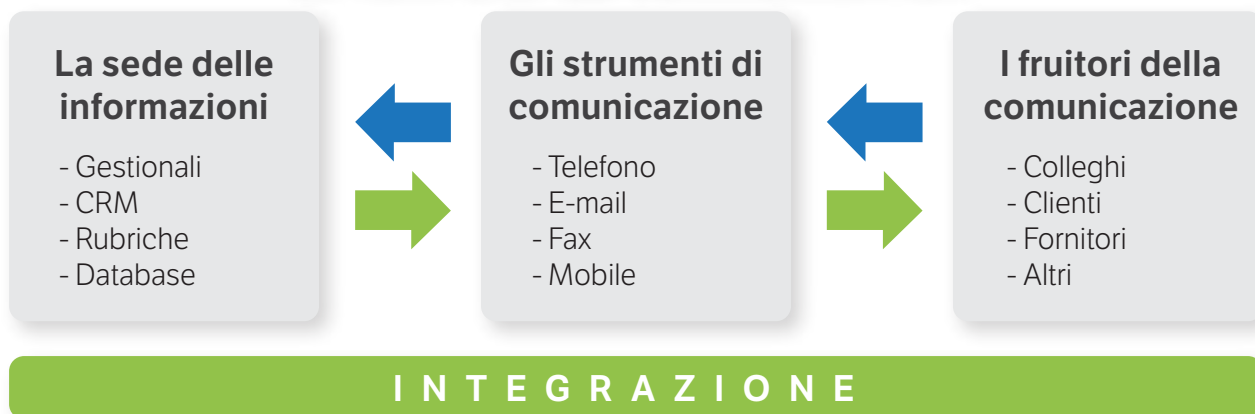 La sede delle
informazioni
- Gestionali
- CRM
- Rubriche
- Database
Gli strumenti di
comunicazione
- Telefono
- E-mail
- Fax
- Mobile
I fruitori della
comunicazione
- Colleghi
- Clienti
- Fornitori
- Altri
INTEGRAZIONE